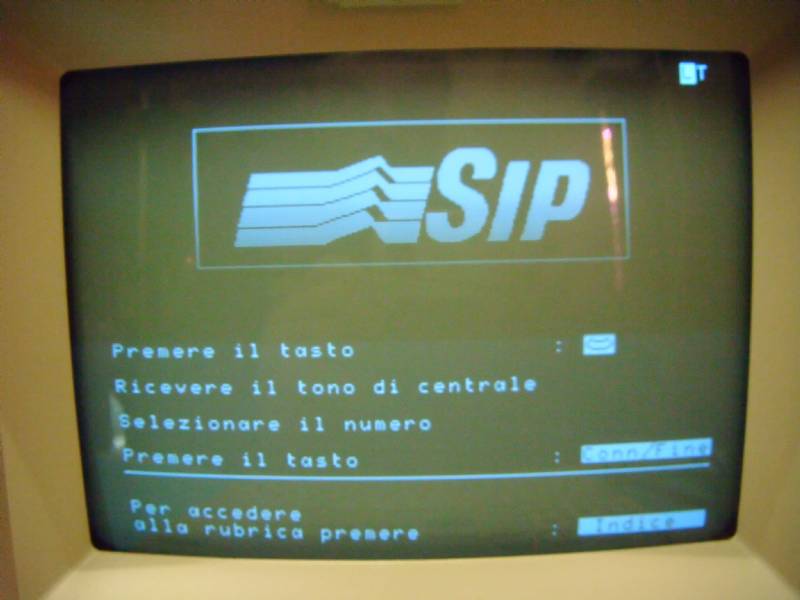 LT
SIP
Premere il tasto :
Ricevere il tono di centrale
Selezionare il numero
Premere il tasto : Conn/Fine
Per accedere
alla rubrica premere : Indice